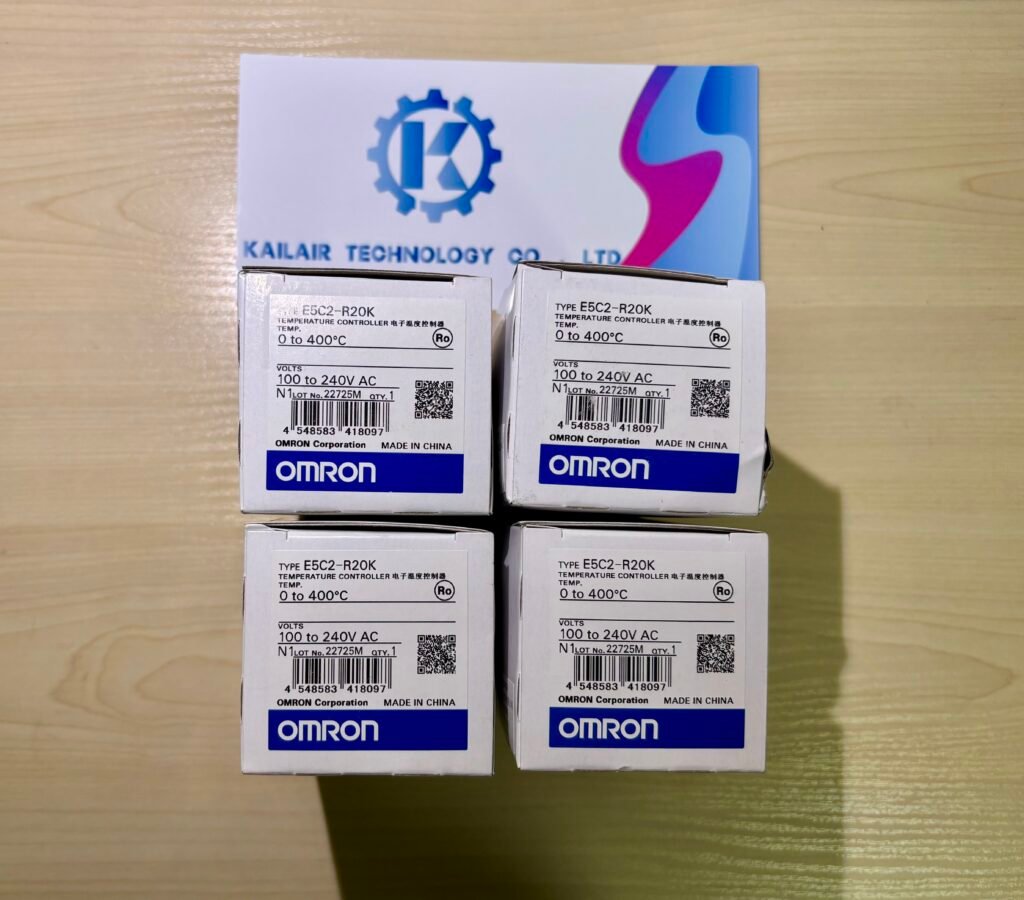 K
KAILAIR TECHNOLOGY CO., LTD
TYPE E5C2-R20K
TEMPERATURE CONTROLLER 电子温度控制器
TEMP.
0 to 400°C
Ro
VOLTS
100 to 240V AC
N1 LOT No. 22725M QTY. 1
4 548583 418097
OMRON Corporation MADE IN CHINA
OMRON
TYPE E5C2-R20K
TEMPERATURE CONTROLLER 电子温度控制器
TEMP.
0 to 400°C
Ro
VOLTS
100 to 240V AC
N1 LOT No. 22725M QTY. 1
4 548583 418097
OMRON Corporation MADE IN CHINA
OMRON
TYPE E5C2-R20K
TEMPERATURE CONTROLLER 电子温度控制器
TEMP.
0 to 400°C
Ro
VOLTS
100 to 240V AC
N1 LOT No. 22725M QTY. 1
4 548583 418097
OMRON Corporation MADE IN CHINA
OMRON
TYPE E5C2-R20K
TEMPERATURE CONTROLLER 电子温度控制器
TEMP.
0 to 400°C
Ro
VOLTS
100 to 240V AC
N1 LOT No. 22725M QTY. 1
4 548583 418097
OMRON Corporation MADE IN CHINA
OMRON